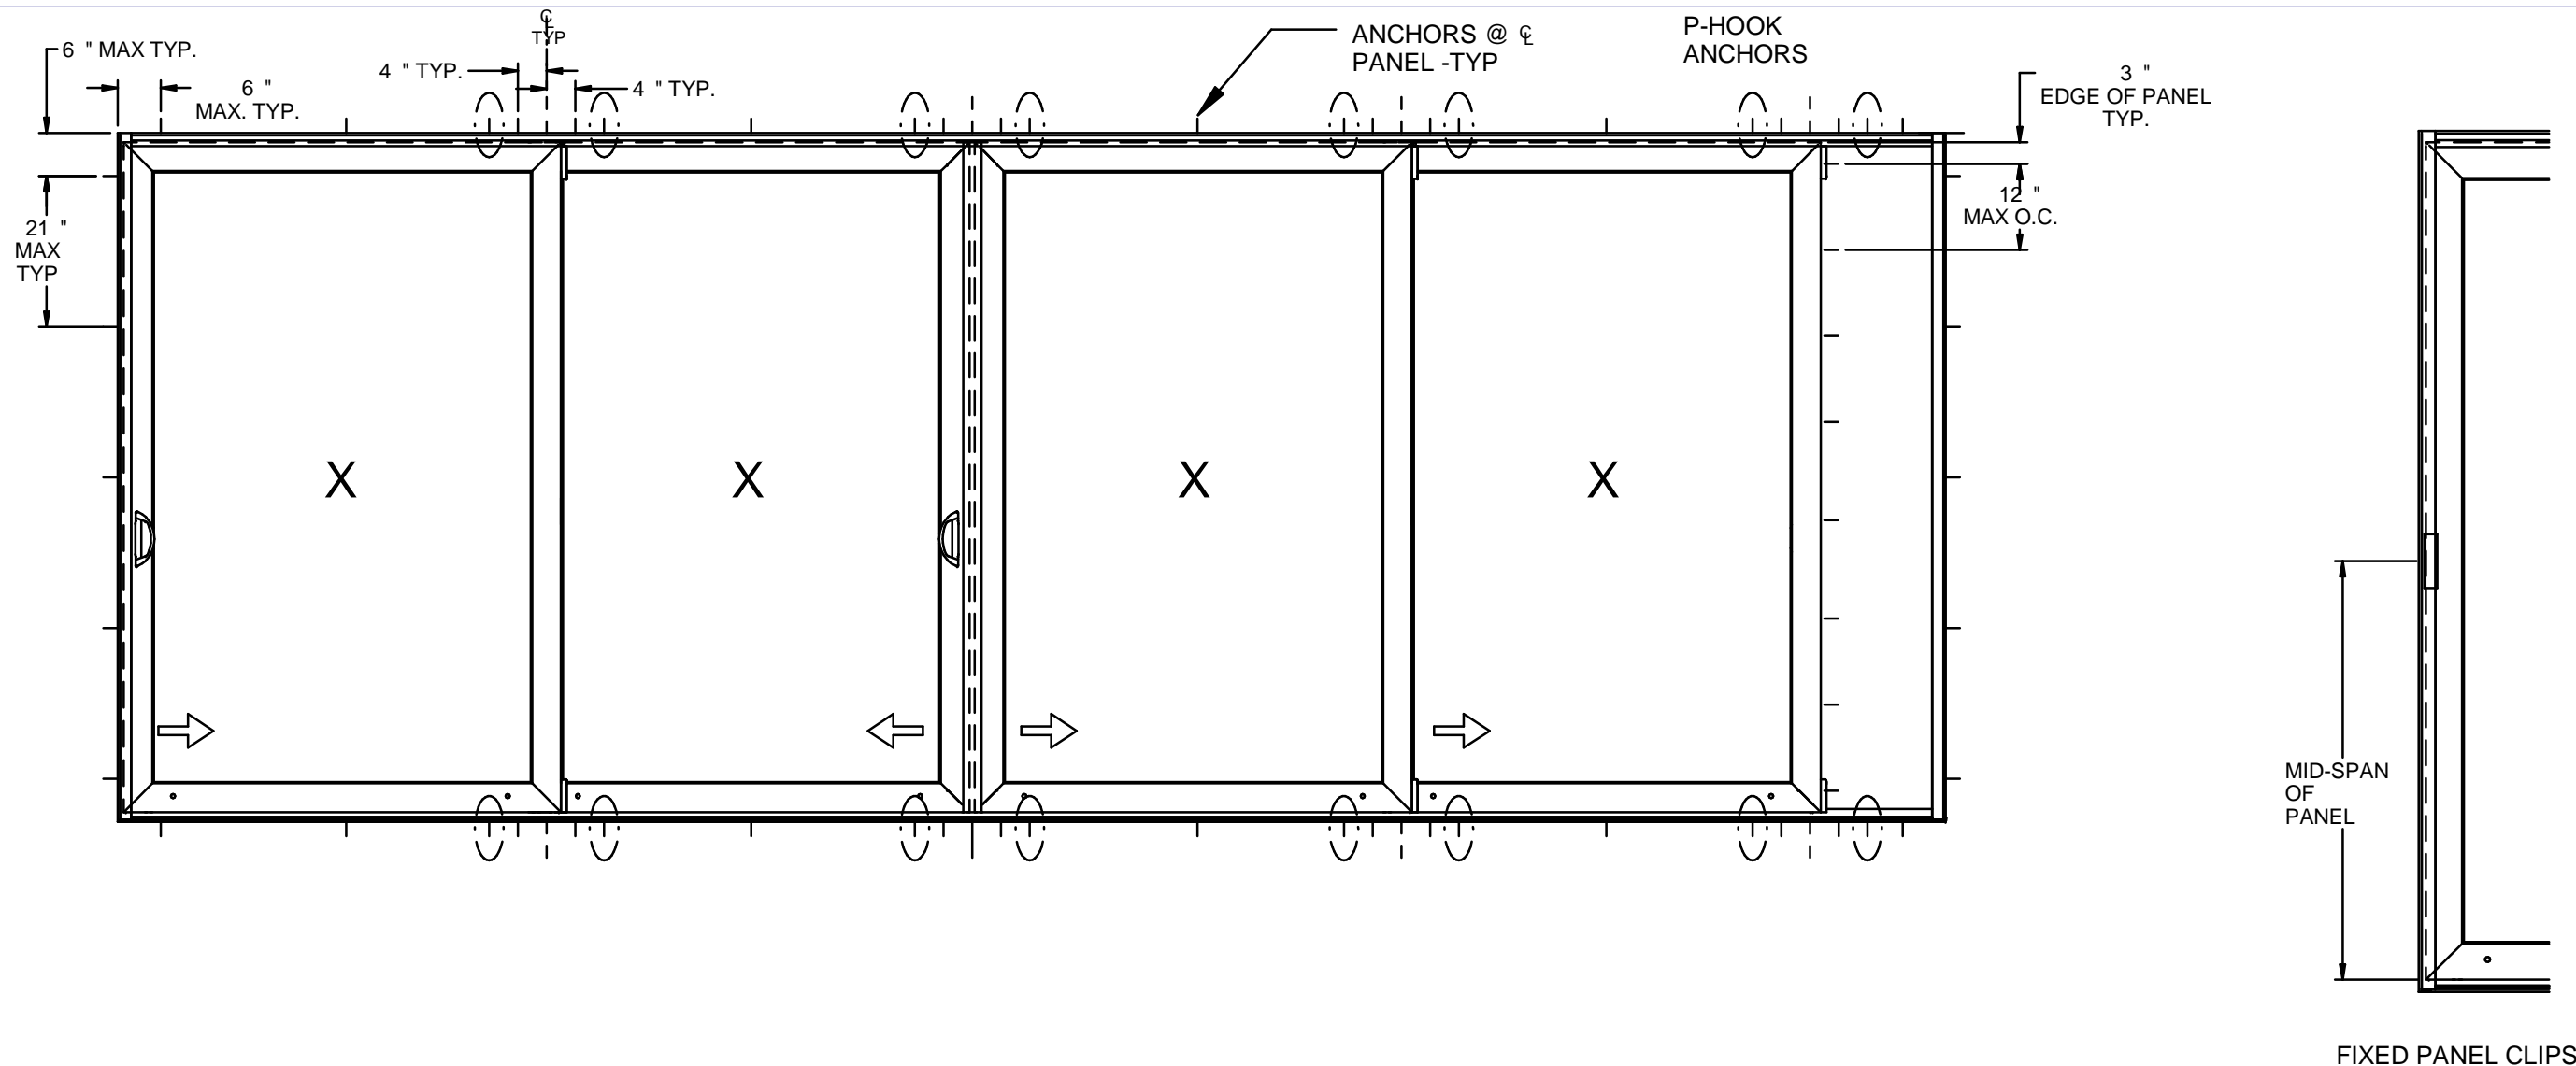 ℄
TYP
6 " MAX TYP.
4 " TYP.
6 "
MAX. TYP.
4 " TYP.
ANCHORS @ ℄
PANEL -TYP
P-HOOK
ANCHORS
3 "
EDGE OF PANEL
TYP.
12 "
MAX O.C.
21 "
MAX
TYP
X
X
X
X
MID-SPAN
OF
PANEL
FIXED PANEL CLIPS